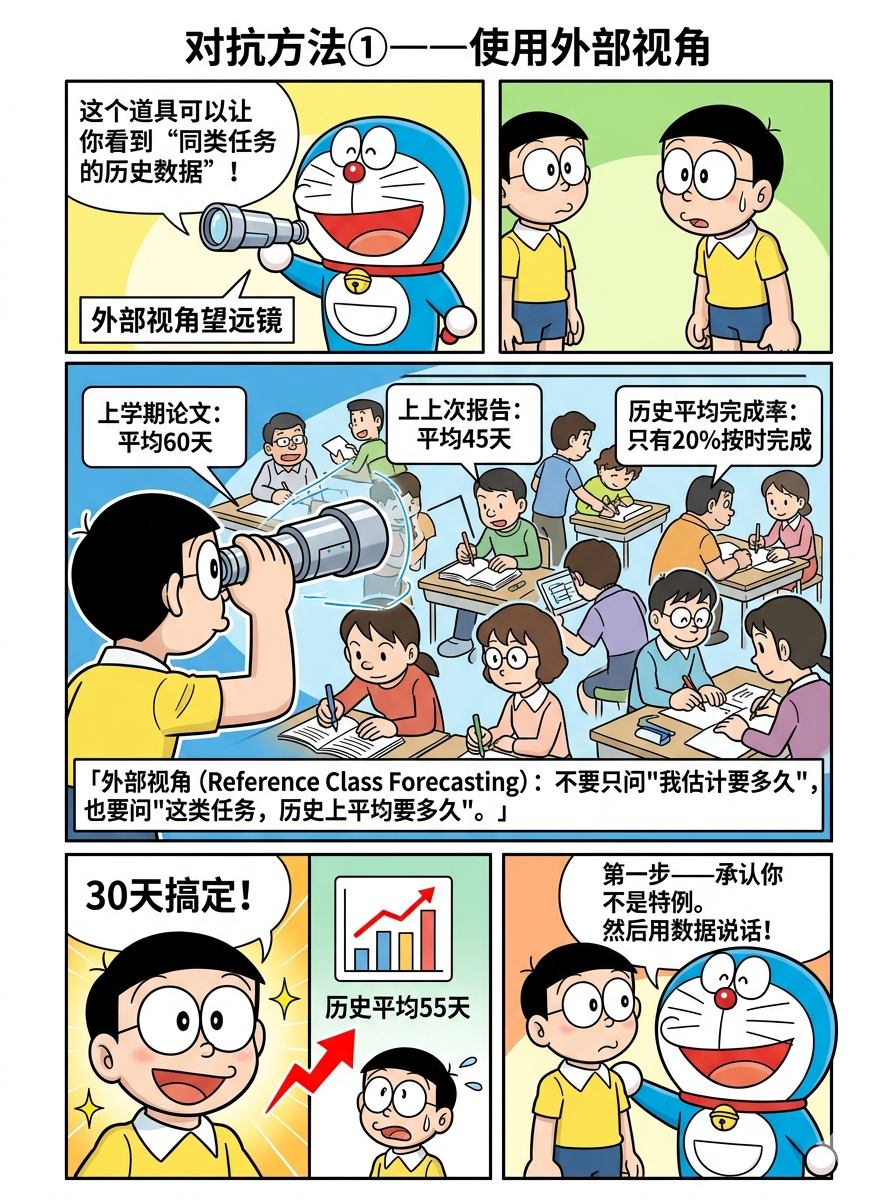 对抗方法①——使用外部视角
这个道具可以让
你看到“同类任务
的历史数据”！
外部视角望远镜
上学期论文：
平均60天
上上次报告：
平均45天
历史平均完成率：
只有20%按时完成
「外部视角（Reference Class Forecasting）：不要只问"我估计要多久"，
也要问"这类任务，历史上平均要多久"。」
30天搞定！
历史平均55天
第一步——承认你
不是特例。
然后用数据说话！